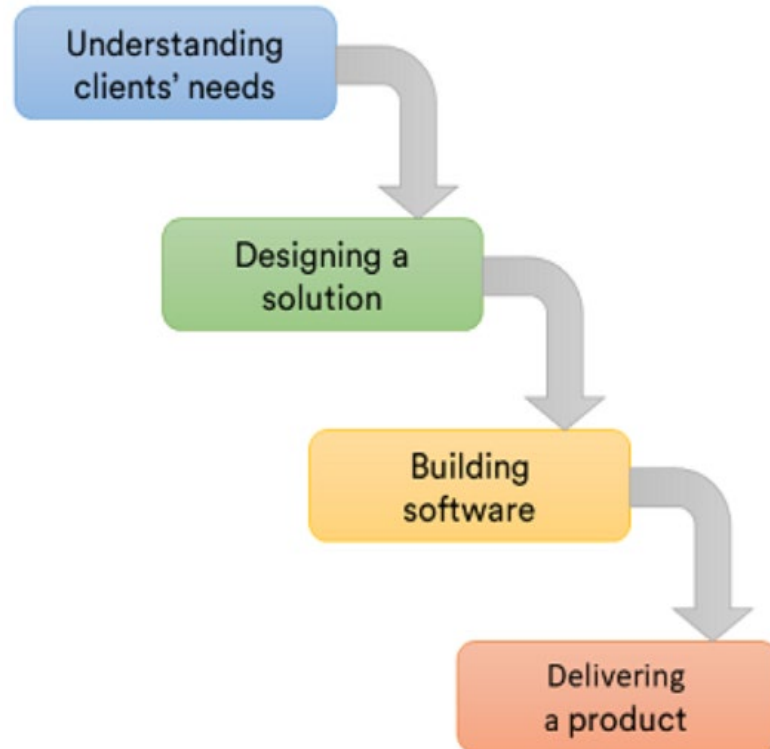 Understanding
clients’ needs
Designing a
solution
Building
software
Delivering
a product